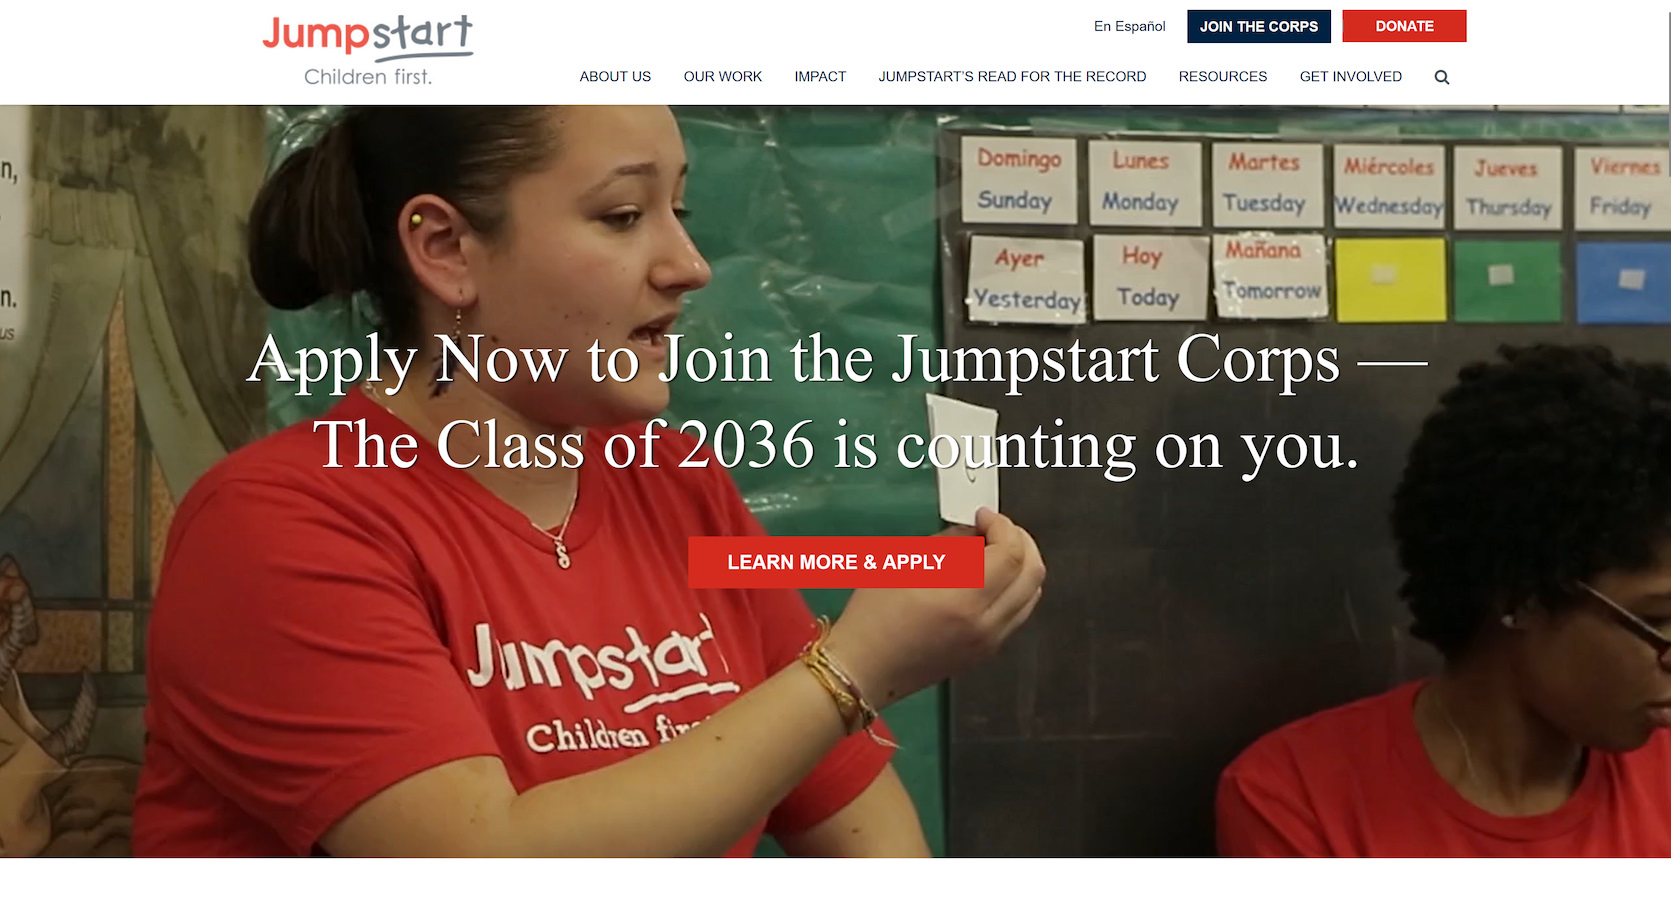 Jumpstart
Children first.
En Español
JOIN THE CORPS
DONATE
ABOUT US
OUR WORK
IMPACT
JUMPSTART’S READ FOR THE RECORD
RESOURCES
GET INVOLVED
n,
n.
us
Domingo
Sunday
Lunes
Monday
Martes
Tuesday
Miércoles
Wednesday
Jueves
Thursday
Viernes
Friday
Ayer
Yesterday
Hoy
Today
Mañana
Tomorrow
Apply Now to Join the Jumpstart Corps —
The Class of 2036 is counting on you.
LEARN MORE & APPLY
Jumpstart
Children